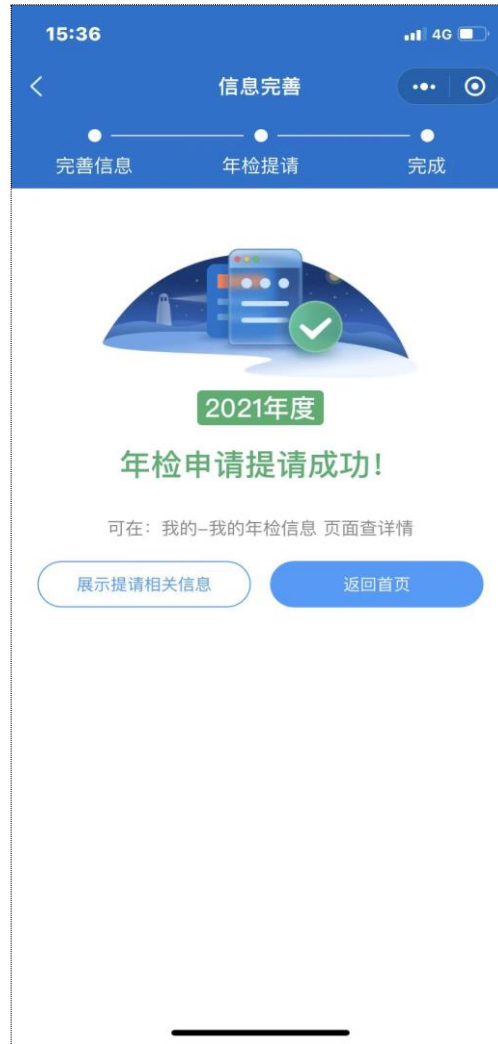 15:36
4G
信息完善
完善信息
年检提请
完成
2021年度
年检申请提请成功!
可在: 我的-我的年检信息 页面查详情
展示提请相关信息
返回首页